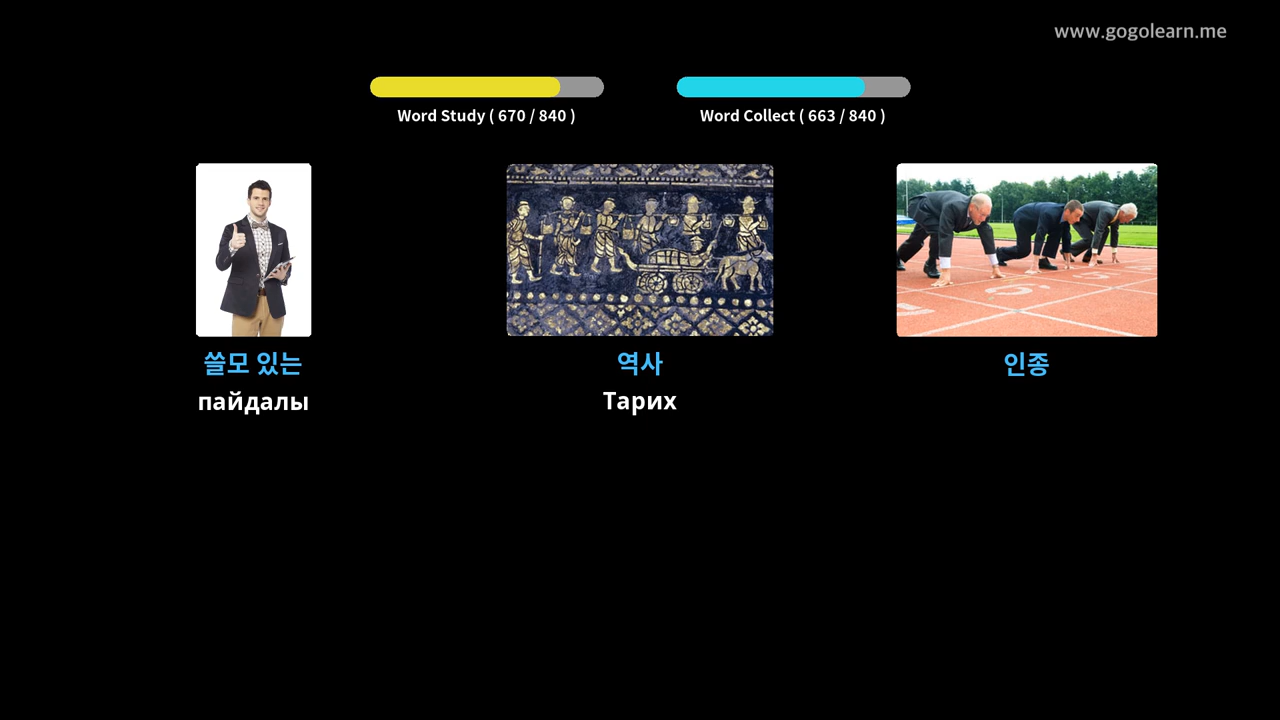 www.gogolearn.me
Word Study ( 670 / 840 )
Word Collect ( 663 / 840 )
쓸모 있는
пайдалы
역사
Тарих
인종